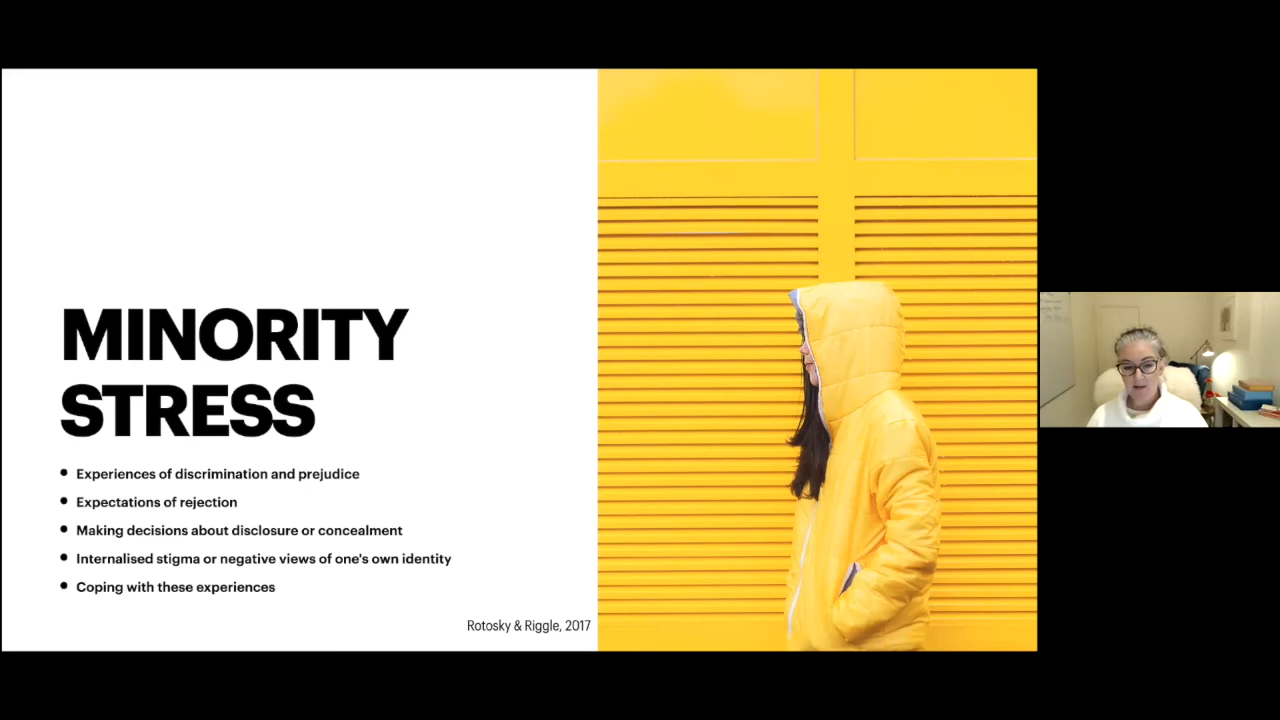 MINORITY
STRESS
Experiences of discrimination and prejudice
Expectations of rejection
Making decisions about disclosure or concealment
Internalised stigma or negative views of one's own identity
Coping with these experiences
Rotosky & Riggle, 2017